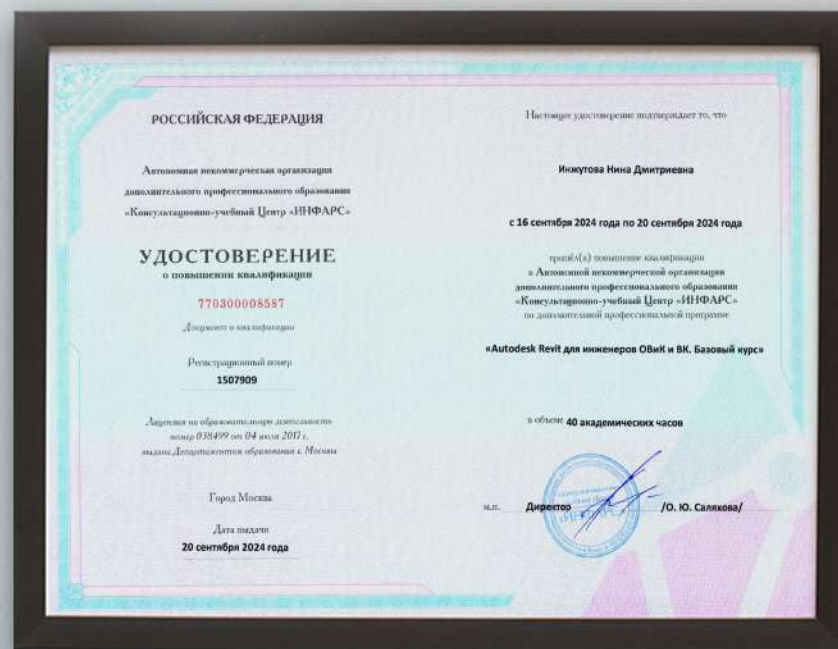 РОССИЙСКАЯ ФЕДЕРАЦИЯ
Автономная некоммерческая организация
дополнительного профессионального образования
«Консультационно-учебный Центр «ИНФАРС»
УДОСТОВЕРЕНИЕ
о повышении квалификации
770300008587
Документ о квалификации
Регистрационный номер
1507909
Лицензия на образовательную деятельность
номер 038499 от 04 июля 2017 г.
выдана Департаментом образования г. Москвы
Город Москва
Дата выдачи
20 сентября 2024 года
Настоящее удостоверение подтверждает то, что
Инжутова Нина Дмитриевна
с 16 сентября 2024 года по 20 сентября 2024 года
прошёл(а) повышение квалификации
в Автономной некоммерческой организации
дополнительного профессионального образования
«Консультационно-учебный Центр «ИНФАРС»
по дополнительной профессиональной программе
«Autodesk Revit для инженеров ОВиК и ВК. Базовый курс»
в объеме 40 академических часов
м.п. Директор /О. Ю. Салякова/
«ИНФАРС»